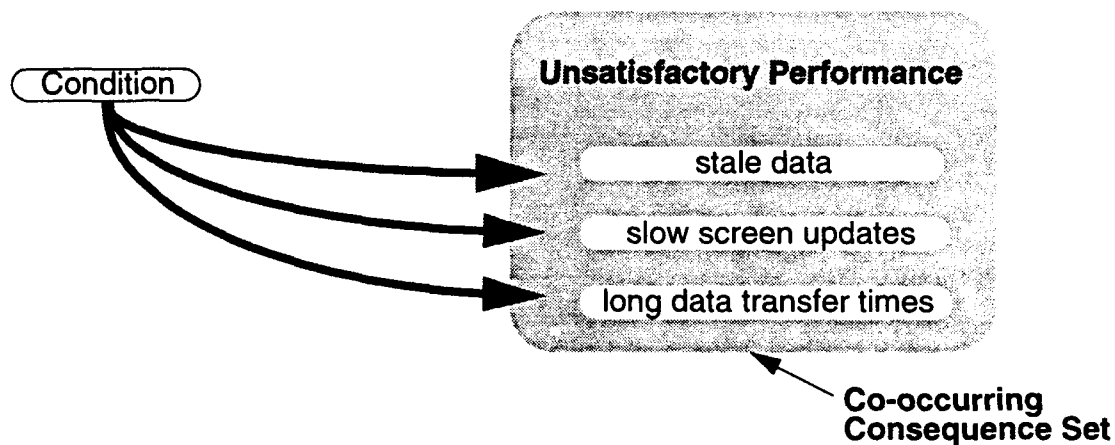 Condition
Unsatisfactory Performance
stale data
slow screen updates
long data transfer times
Co-occurring
Consequence Set